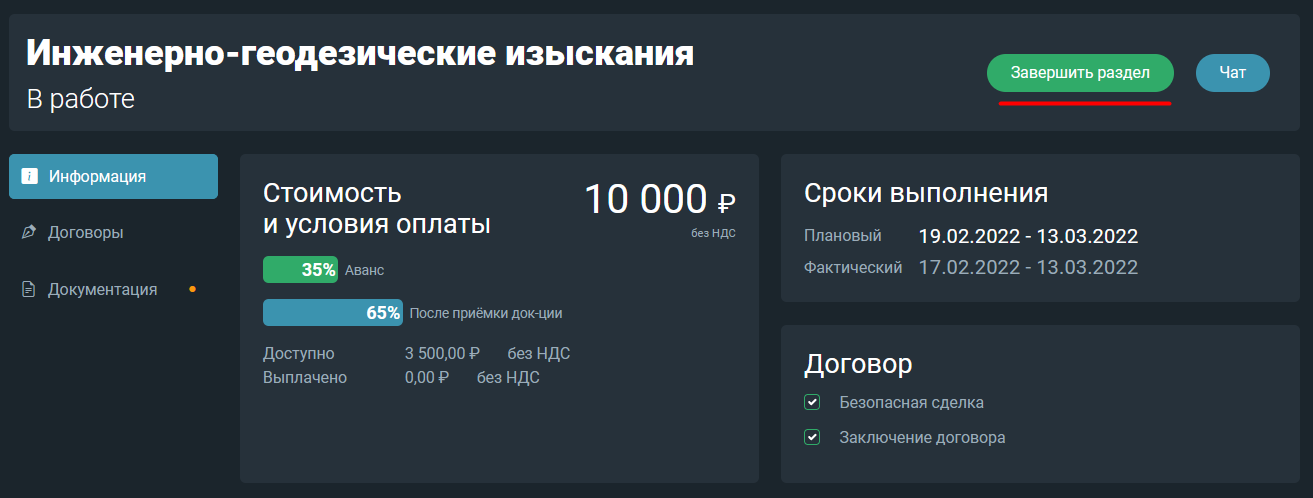 Инженерно-геодезические изыскания
В работе
Завершить раздел
Чат
Информация
Договоры
Документация
Стоимость
и условия оплаты
10 000 ₽
без НДС
35% Аванс
65% После приёмки док-ции
Доступно 3 500,00 ₽ без НДС
Выплачено 0,00 ₽ без НДС
Сроки выполнения
Плановый 19.02.2022 - 13.03.2022
Фактический 17.02.2022 - 13.03.2022
Договор
Безопасная сделка
Заключение договора